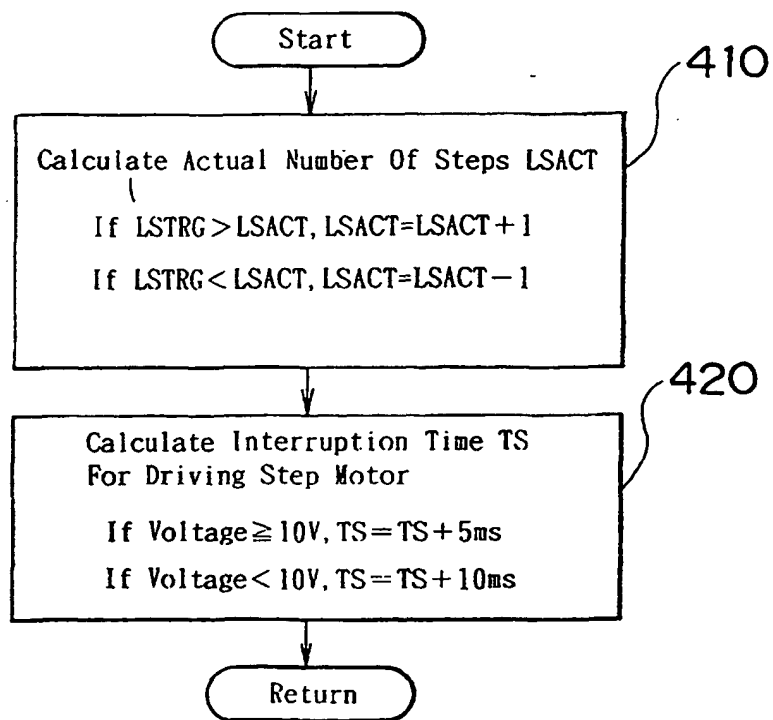 Start
410
Calculate Actual Number Of Steps LSACT
If LSTRG>LSACT, LSACT=LSACT+1
If LSTRG<LSACT, LSACT=LSACT-1
420
Calculate Interruption Time TS
For Driving Step Motor
If Voltage≧10V, TS=TS+5ms
If Voltage<10V, TS=TS+10ms
Return